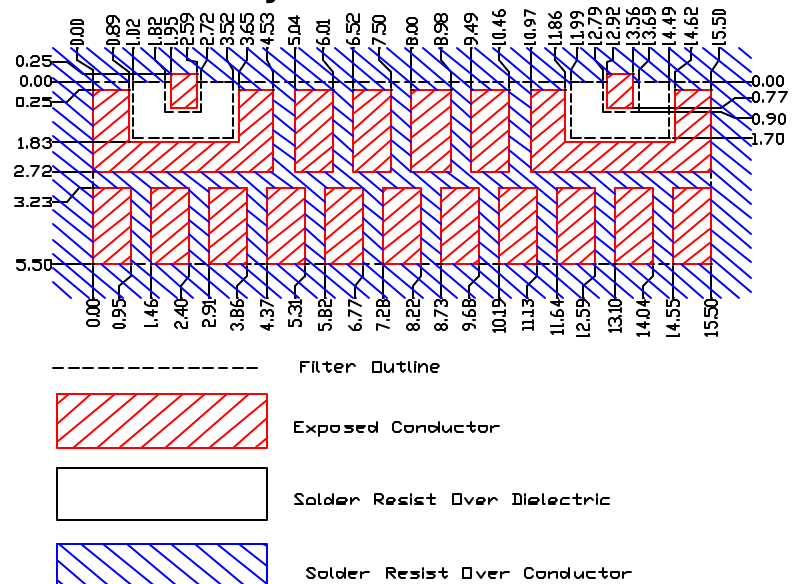 0.00 0.89 1.02 1.82 1.95 2.59 2.72 3.52 3.65 4.53 5.04 6.01 6.52 7.50 8.00 8.98 9.49 10.46 10.97 11.86 11.99 12.79 12.92 13.56 13.69 14.49 14.62 15.50
0.25
0.00
0.25
1.83
2.72
3.23
5.50
0.00
0.77
0.90
1.70
0.00 0.95 1.46 2.40 2.91 3.86 4.37 5.31 5.82 6.77 7.28 8.22 8.73 9.68 10.19 11.13 11.64 12.59 13.10 14.04 14.55 15.50
Filter Outline
Exposed Conductor
Solder Resist Over Dielectric
Solder Resist Over Conductor